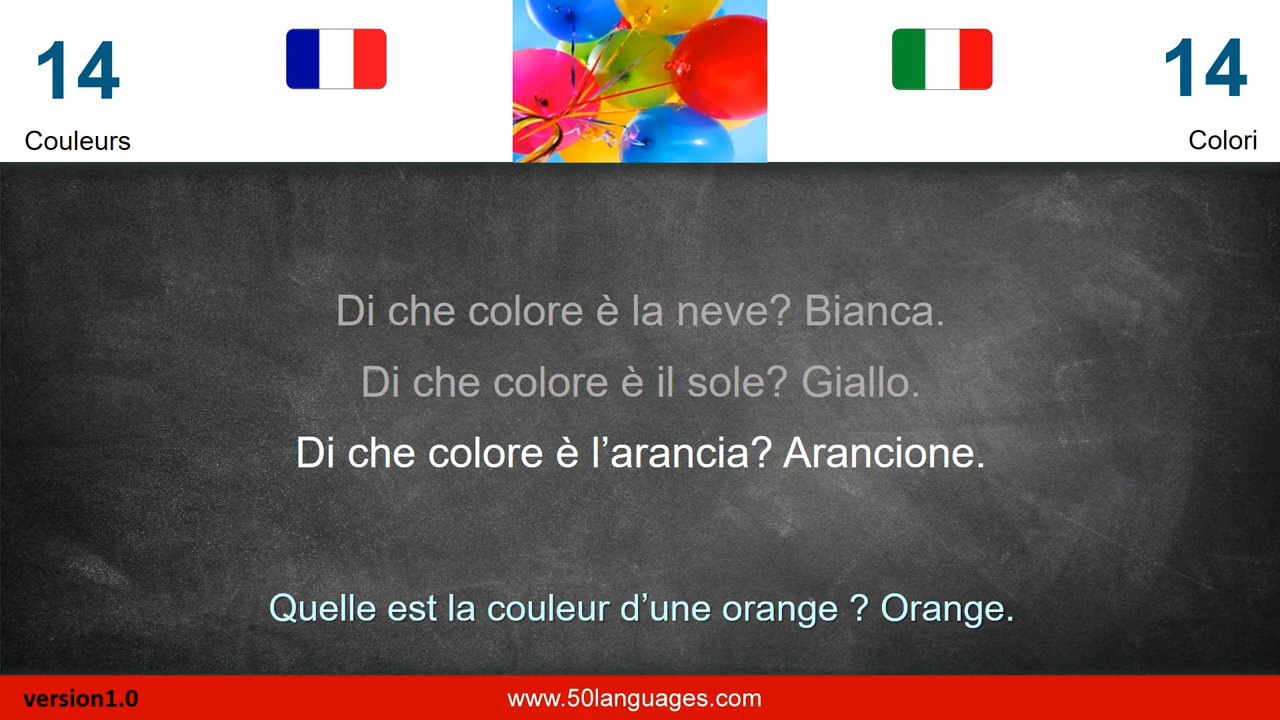 14
14
Couleurs
Colori
Di che colore è la neve? Bianca.
Di che colore è il sole? Giallo.
Di che colore è l’arancia? Arancione.
Quelle est la couleur d’une orange ? Orange.
version1.0
www.50languages.com